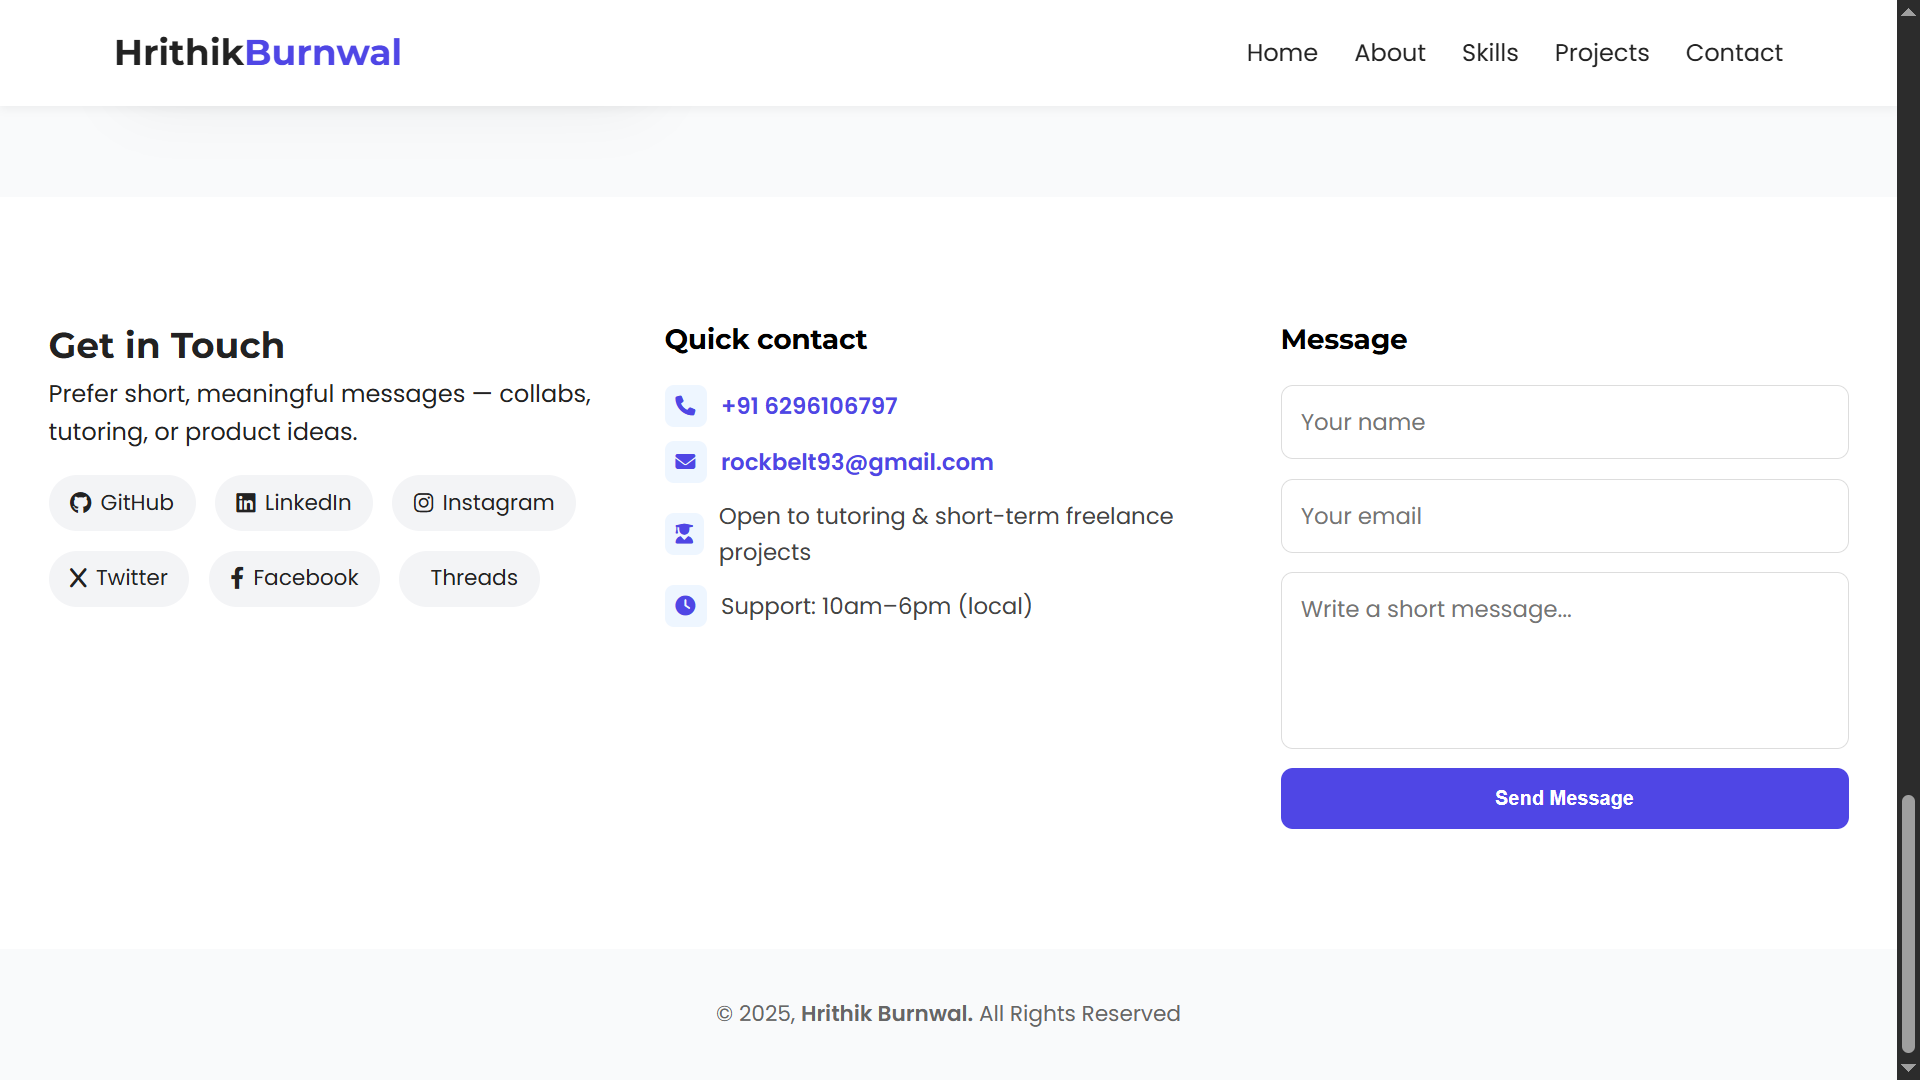 HrithikBurnwal
Home About Skills Projects Contact
Get in Touch
Prefer short, meaningful messages — collabs,
tutoring, or product ideas.
GitHub LinkedIn Instagram
Twitter Facebook Threads
Quick contact
+91 6296106797
rockbelt93@gmail.com
Open to tutoring & short-term freelance
projects
Support: 10am–6pm (local)
Message
Your name
Your email
Write a short message...
Send Message
© 2025, Hrithik Burnwal. All Rights Reserved